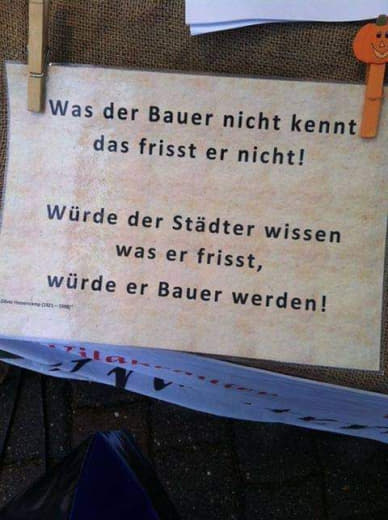 Was der Bauer nicht kennt
das frisst er nicht!
Würde der Städter wissen
was er frisst,
würde er Bauer werden!